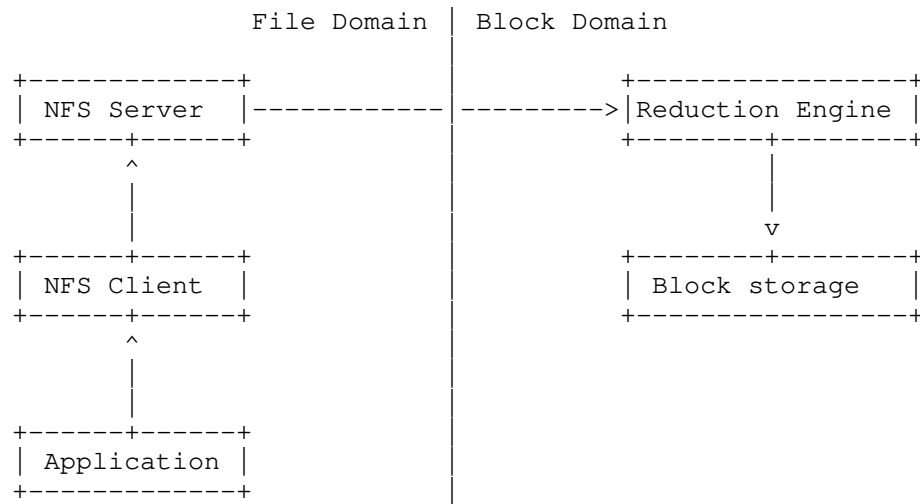 File Domain | Block Domain
NFS Server
Reduction Engine
NFS Client
Block storage
Application